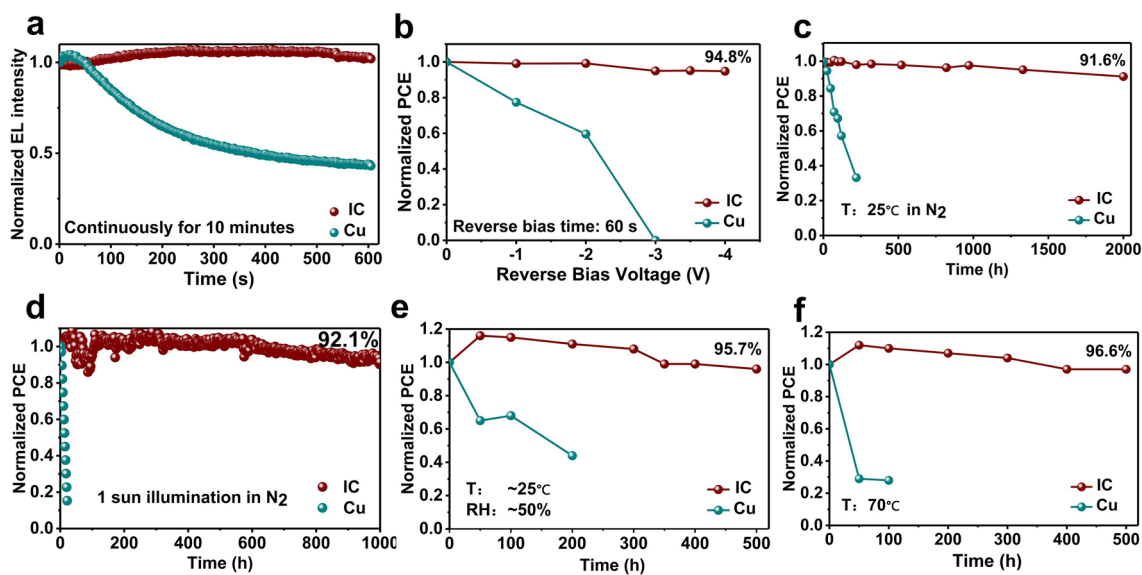 a
Normalized EL intensity
1.0
0.5
0.0
0 100 200 300 400 500 600
Time (s)
Continuously for 10 minutes
IC
Cu
b
Normalized PCE
1.0
0.8
0.6
0.4
0.2
0.0
0 -1 -2 -3 -4
Reverse Bias Voltage (V)
94.8%
Reverse bias time: 60 s
IC
Cu
c
Normalized PCE
1.0
0.8
0.6
0.4
0.2
0.0
0 500 1000 1500 2000
Time (h)
91.6%
T： 25℃ in N2
IC
Cu
d
Normalized PCE
1.0
0.8
0.6
0.4
0.2
0 200 400 600 800 1000
Time (h)
92.1%
1 sun illumination in N2
IC
Cu
e
Normalized PCE
1.2
1.0
0.8
0.6
0.4
0.2
0.0
0 100 200 300 400 500
Time (h)
95.7%
T： ~25℃
RH： ~50%
IC
Cu
f
Normalized PCE
1.2
1.0
0.8
0.6
0.4
0.2
0.0
0 100 200 300 400 500
Time (h)
96.6%
T： 70℃
IC
Cu